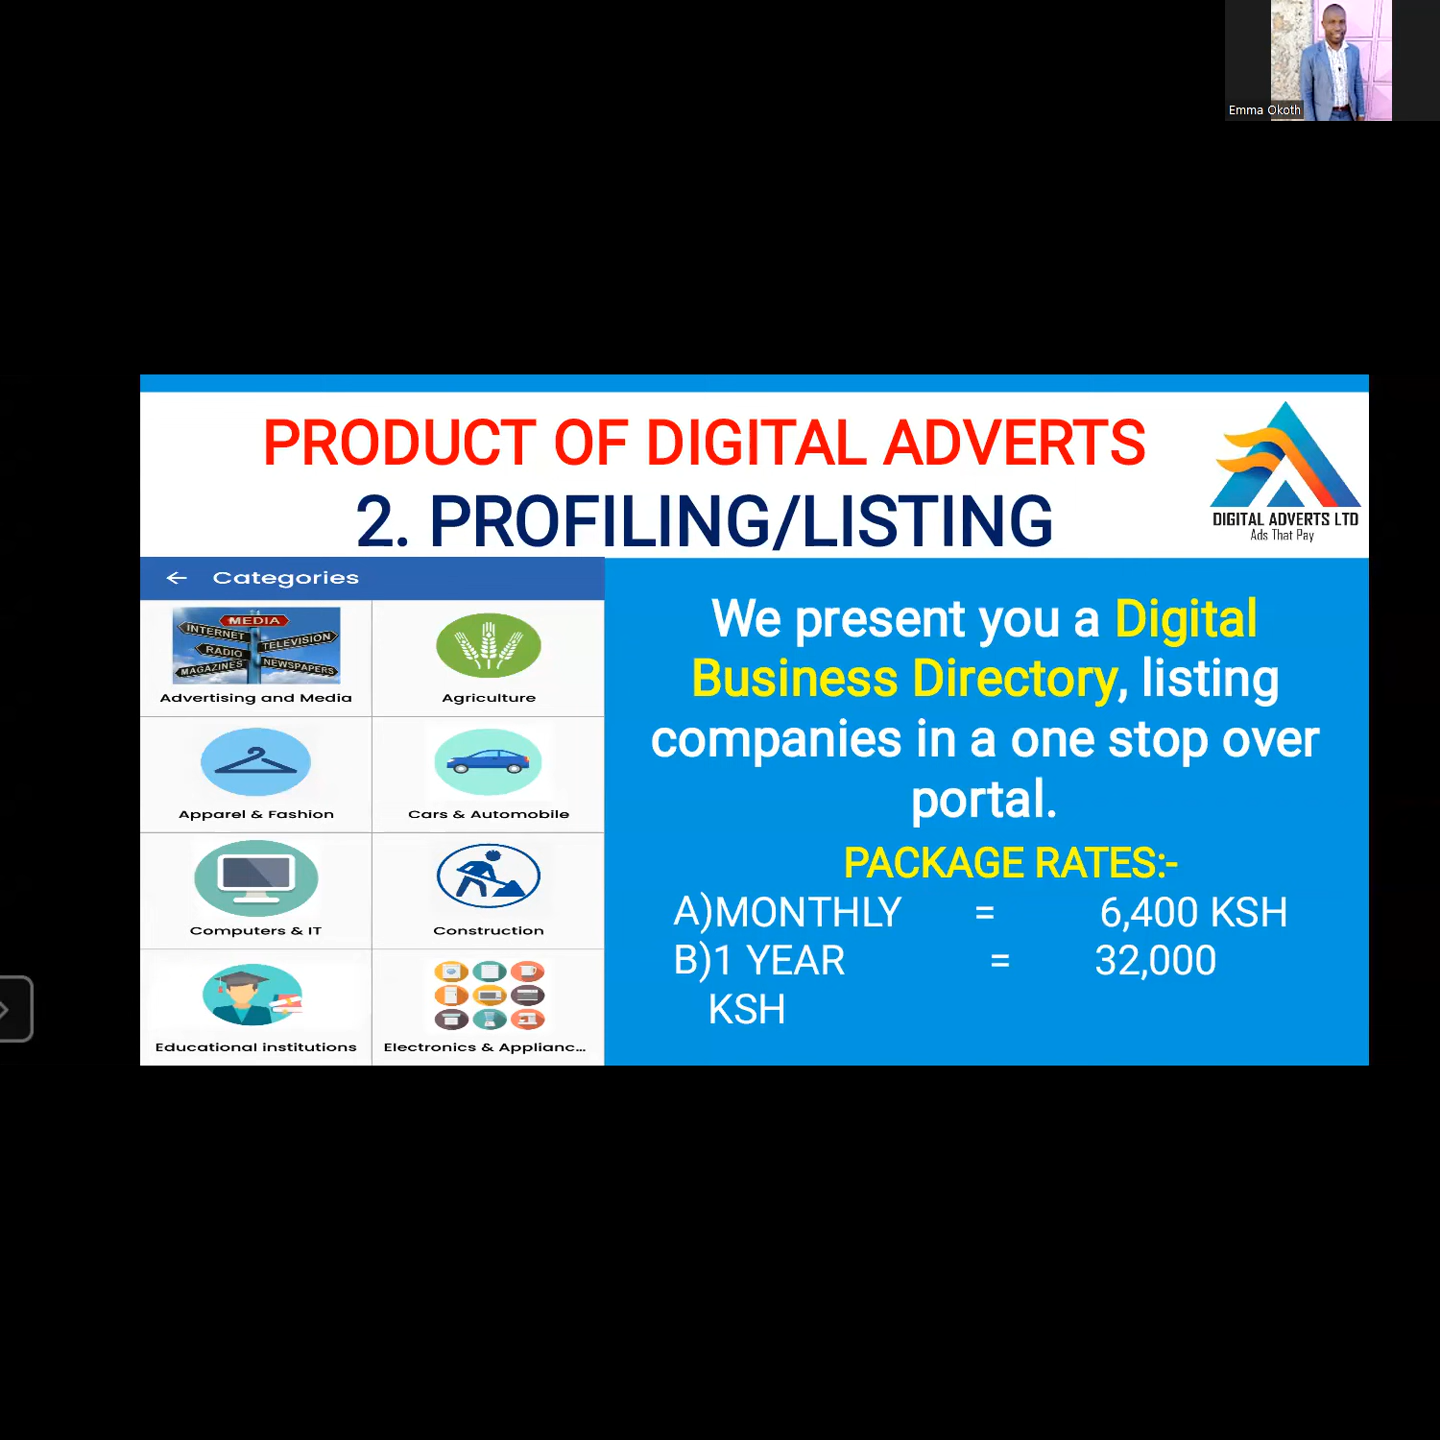 Emma Okoth
PRODUCT OF DIGITAL ADVERTS
2. PROFILING/LISTING
DIGITAL ADVERTS LTD
Ads That Pay
Categories
MEDIA
INTERNET
TELEVISION
RADIO
MAGAZINES
NEWSPAPERS
Advertising and Media
Agriculture
Apparel & Fashion
Cars & Automobile
Computers & IT
Construction
Educational institutions
Electronics & Applianc...
We present you a Digital
Business Directory, listing
companies in a one stop over
portal.
PACKAGE RATES:-
A)MONTHLY = 6,400 KSH
B)1 YEAR = 32,000
KSH